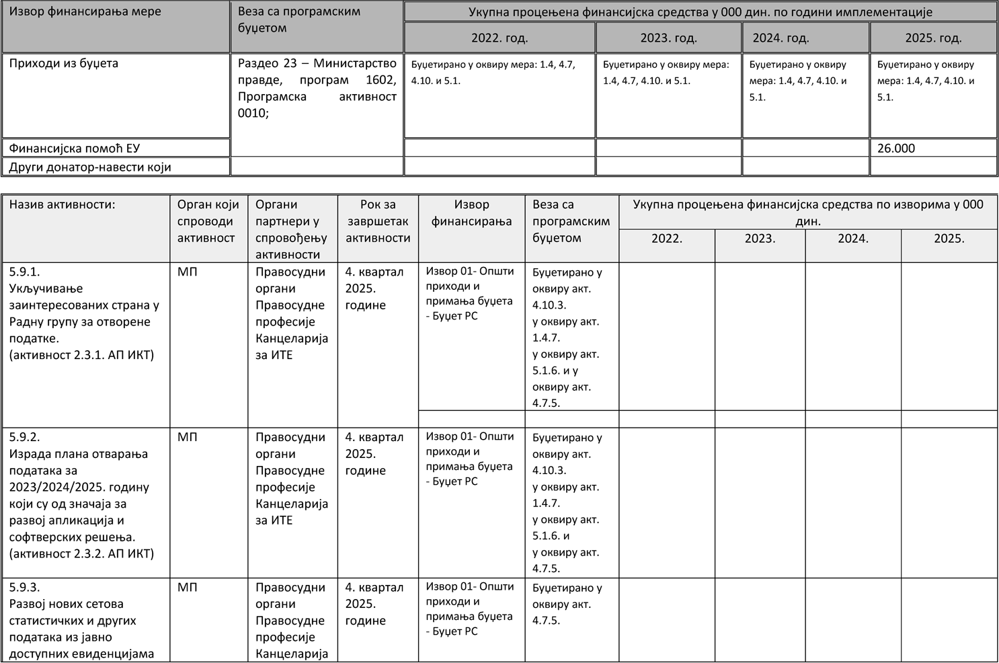 Извор финансирања мере
Веза са програмским
буџетом
Укупна процењена финансијска средства у 000 дин. по години имплементације
2022. год.
2023. год.
2024. год.
2025. год.
Приходи из буџета
Раздео 23 – Министарство
правде, програм 1602,
Програмска активност
0010;
Буџетирано у оквиру мера: 1.4, 4.7,
4.10. и 5.1.
Буџетирано у оквиру мера:
1.4, 4.7, 4.10. и 5.1.
Буџетирано у оквиру
мера: 1.4, 4.7, 4.10. и
5.1.
Буџетирано у оквиру
мера: 1.4, 4.7, 4.10. и
5.1.
Финансијска помоћ ЕУ
26.000
Други донатор-навести који
Назив активности:
Орган који
спроводи
активност
Органи
партнери у
спровођењу
активности
Рок за
завршетак
активности
Извор
финансирања
Веза са
програмским
буџетом
Укупна процењена финансијска средства по изворима у 000
дин.
2022.
2023.
2024.
2025.
5.9.1.
Укључивање
заинтересованих страна у
Радну групу за отворене
податке.
(активност 2.3.1. АП ИКТ)
МП
Правосудни
органи
Правосудне
професије
Канцеларија
за ИТЕ
4. квартал
2025.
године
Извор 01- Општи
приходи и
примања буџета
- Буџет РС
Буџетирано у
оквиру акт.
4.10.3.
у оквиру акт.
1.4.7.
у оквиру акт.
5.1.6. и у
оквиру акт.
4.7.5.
5.9.2.
Израда плана отварања
података за
2023/2024/2025. годину
који су од значаја за
развој апликација и
софтверских решења.
(активност 2.3.2. АП ИКТ)
МП
Правосудни
органи
Правосудне
професије
Канцеларија
за ИТЕ
4. квартал
2025.
године
Извор 01- Општи
приходи и
примања буџета
- Буџет РС
Буџетирано у
оквиру акт.
4.10.3.
у оквиру акт.
1.4.7.
у оквиру акт.
5.1.6. и
у оквиру акт.
4.7.5.
5.9.3.
Развој нових сетова
статистичких и других
података из јавно
доступних евиденцијама
МП
Правосудни
органи
Правосудне
професије
Канцеларија
4. квартал
2025.
године
Извор 01- Општи
приходи и
примања буџета
- Буџет РС
Буџетирано у
оквиру акт.
4.7.5.